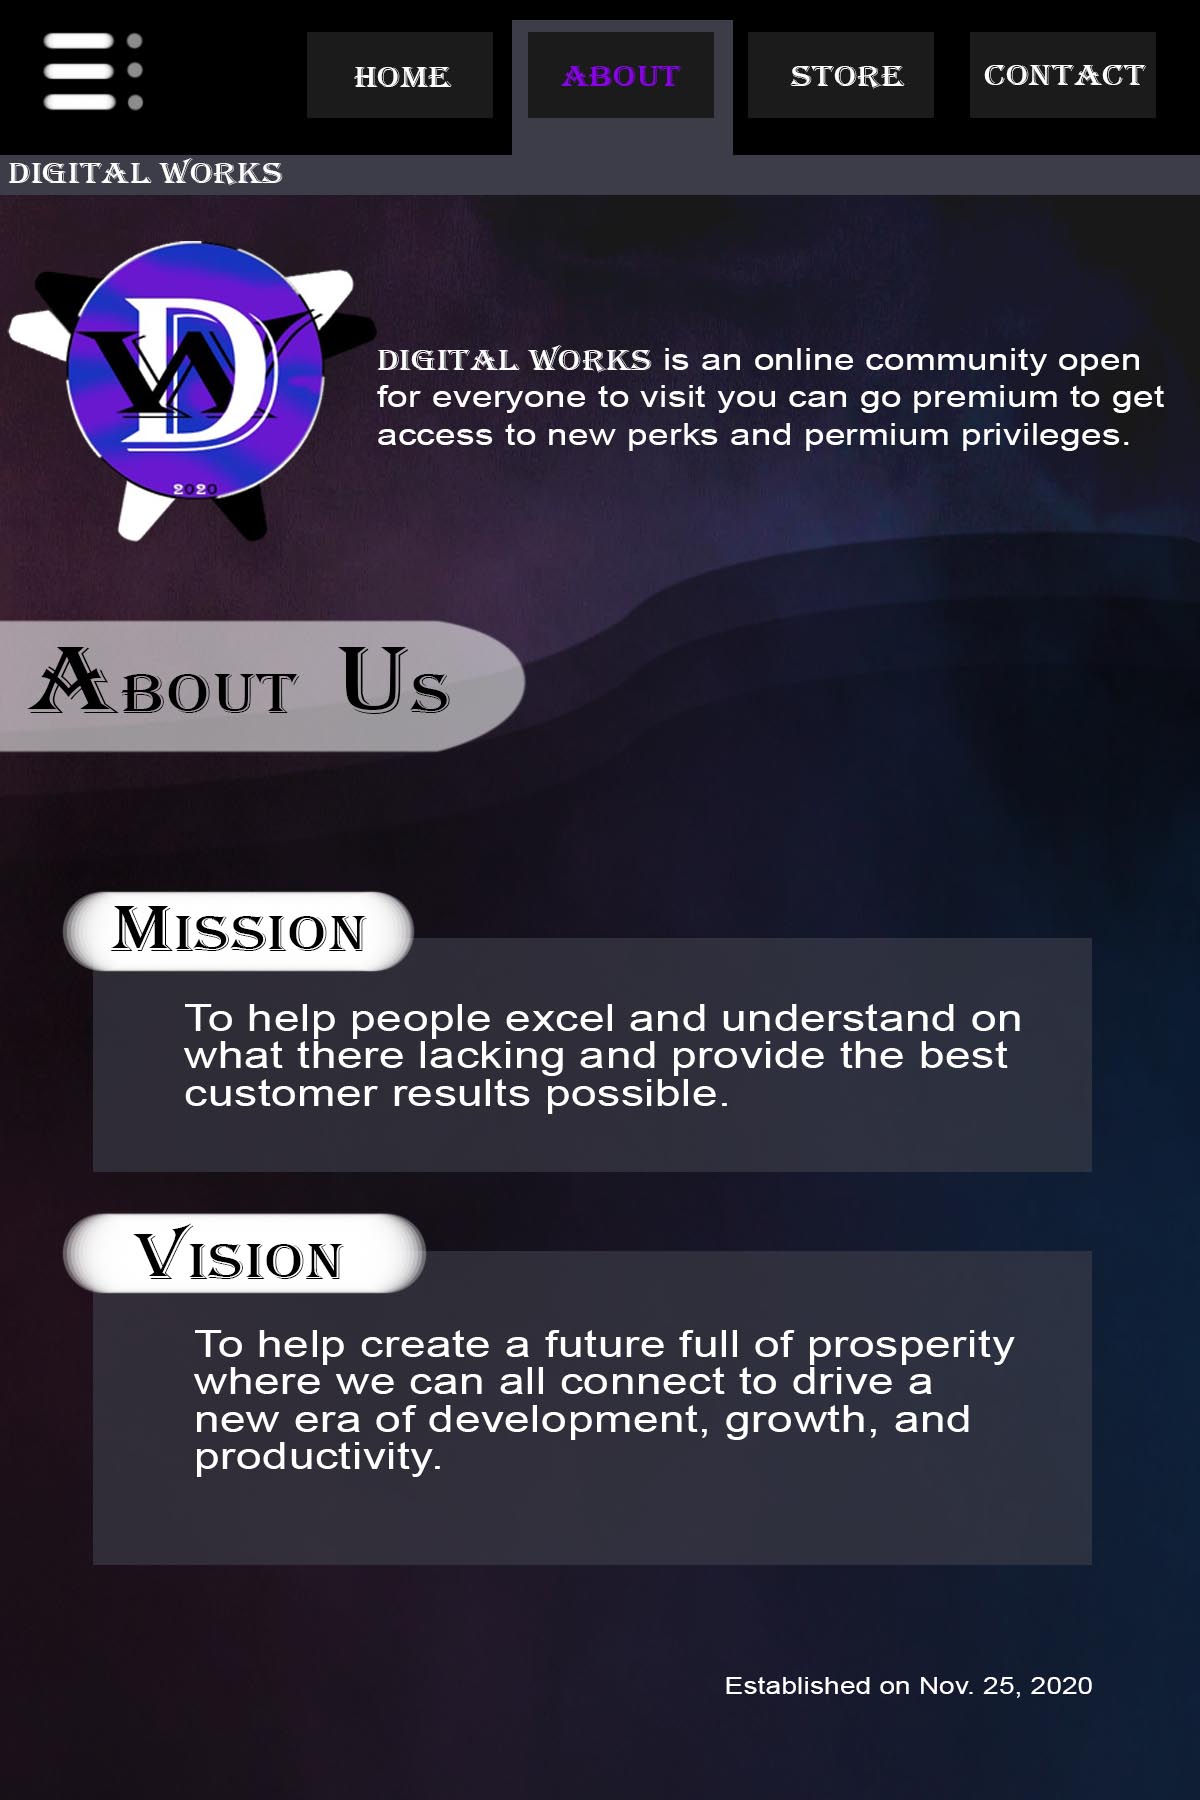 HOME
ABOUT
STORE
CONTACT
DIGITAL WORKS
DW
2020
DIGITAL WORKS is an online community open
for everyone to visit you can go premium to get
access to new perks and permium privileges.
About Us
Mission
To help people excel and understand on
what there lacking and provide the best
customer results possible.
Vision
To help create a future full of prosperity
where we can all connect to drive a
new era of development, growth, and
productivity.
Established on Nov. 25, 2020